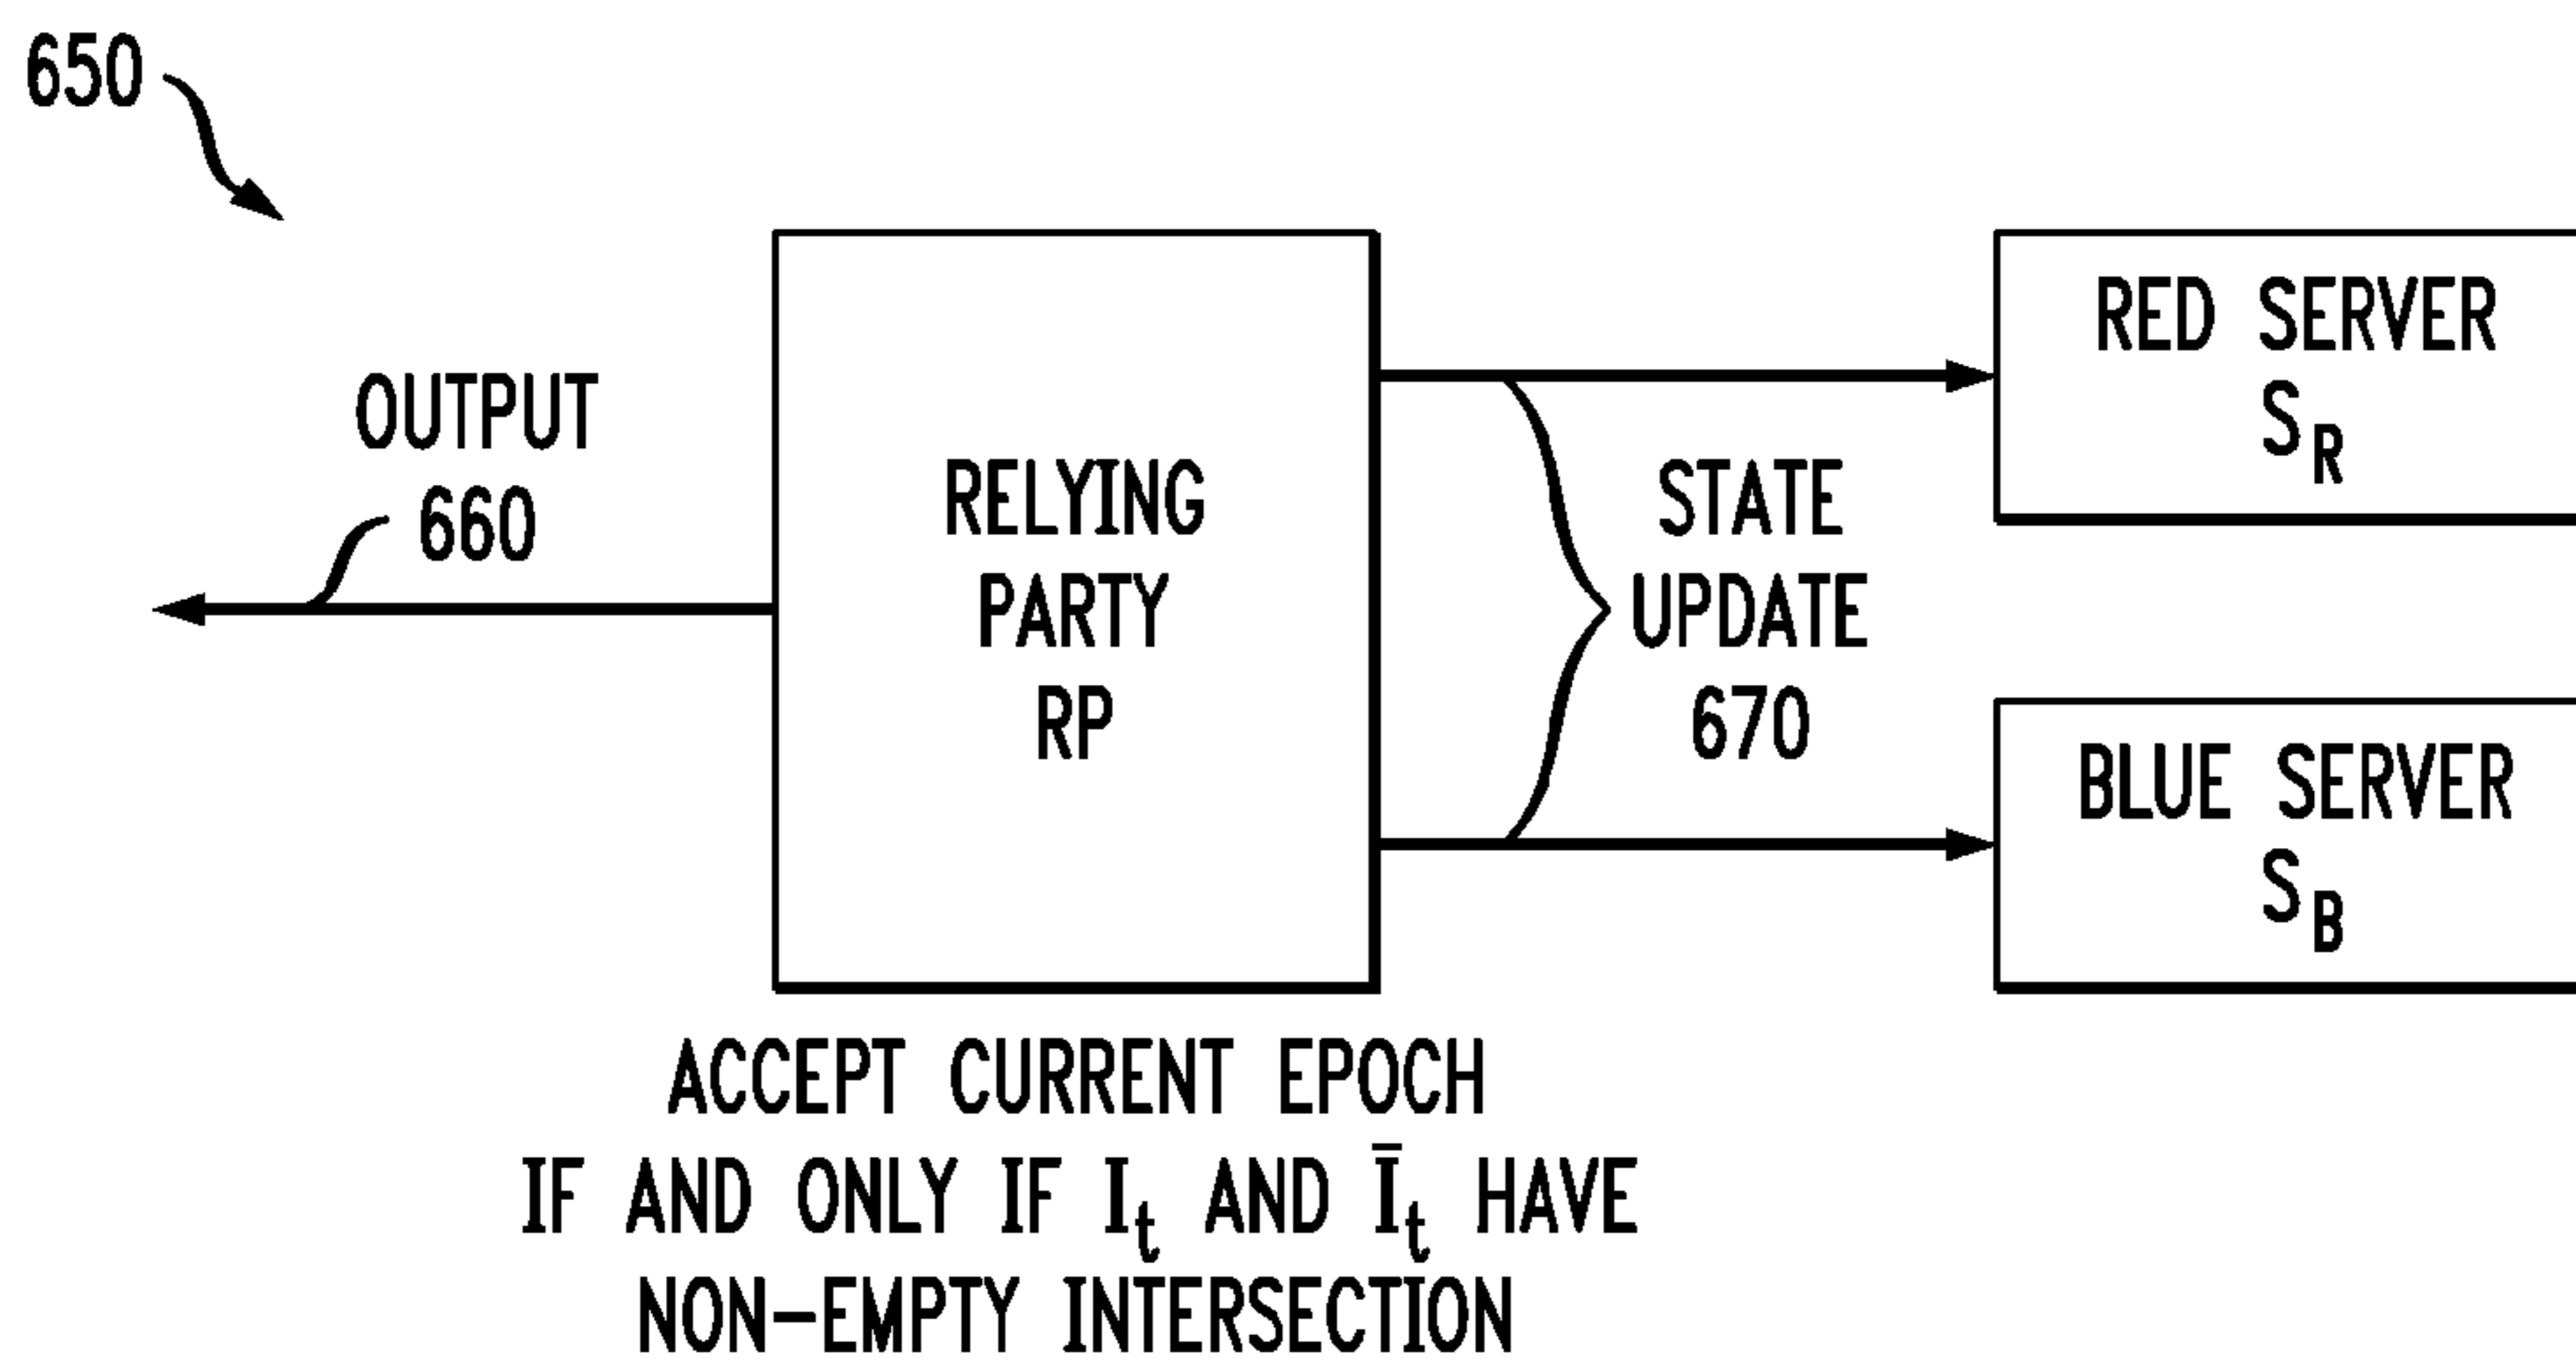 650
OUTPUT
660
RELYING
PARTY
RP
STATE
UPDATE
670
RED SERVER
S_R
BLUE SERVER
S_B
ACCEPT CURRENT EPOCH
IF AND ONLY IF I_t AND Ī_t HAVE
NON-EMPTY INTERSECTION